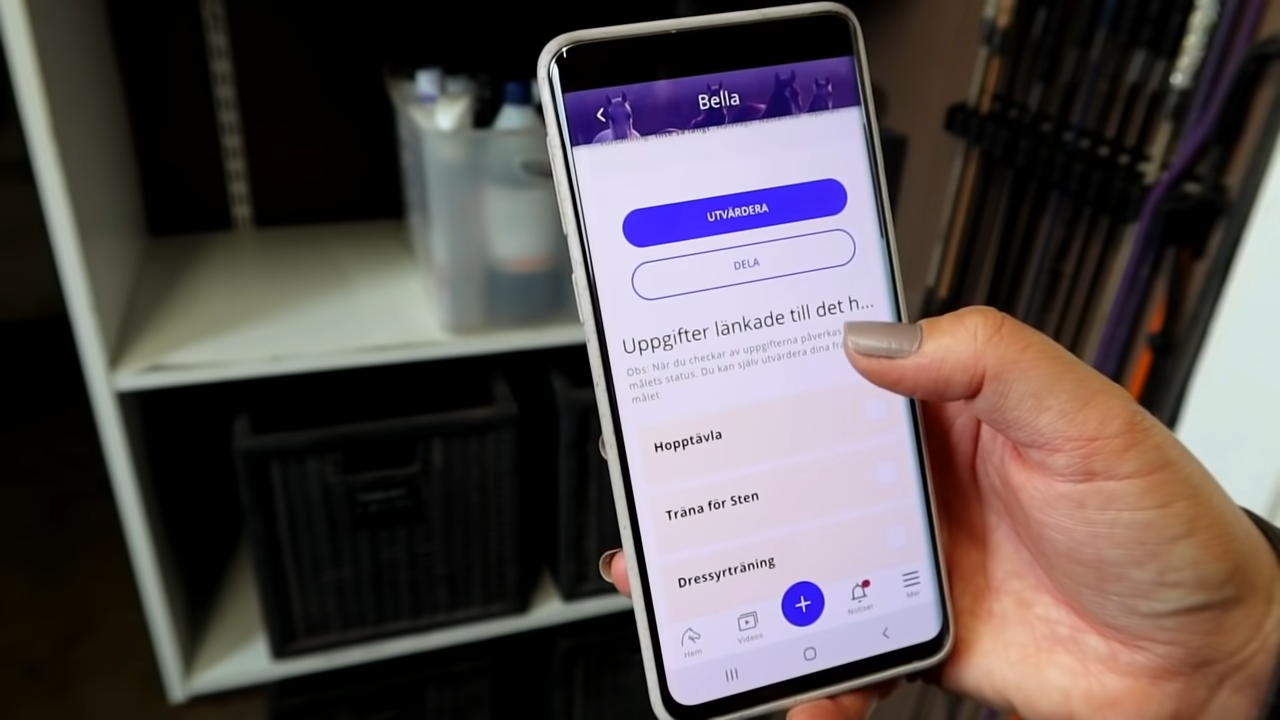 Bella
UTVÄRDERA
DELA
Uppgifter länkade till det h...
Obs: När du checkar av uppgifterna påverkas
målets status. Du kan själv utvärdera dina
målet.
Hopptävla
Träna för Sten
Dressyrträning
Hem
Videos
Notiser
Mer